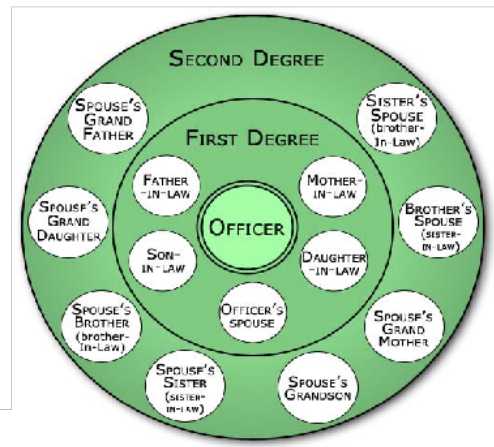 SECOND DEGREE
SPOUSE'S
GRAND
FATHER
SISTER'S
SPOUSE
(brother-
In-Law)
FIRST DEGREE
FATHER
-IN-LAW
MOTHER-
IN-LAW
OFFICER
SPOUSE'S
GRAND
DAUGHTER
BROTHER'S
SPOUSE
(SISTER-
IN-LAW)
SON-
IN-LAW
DAUGHTER
-IN-LAW
OFFICER'S
SPOUSE
SPOUSE'S
BROTHER
(brother-
In-Law)
SPOUSE'S
GRAND
MOTHER
SPOUSE'S
SISTER
(SISTER-
IN-LAW)
SPOUSE'S
GRANDSON